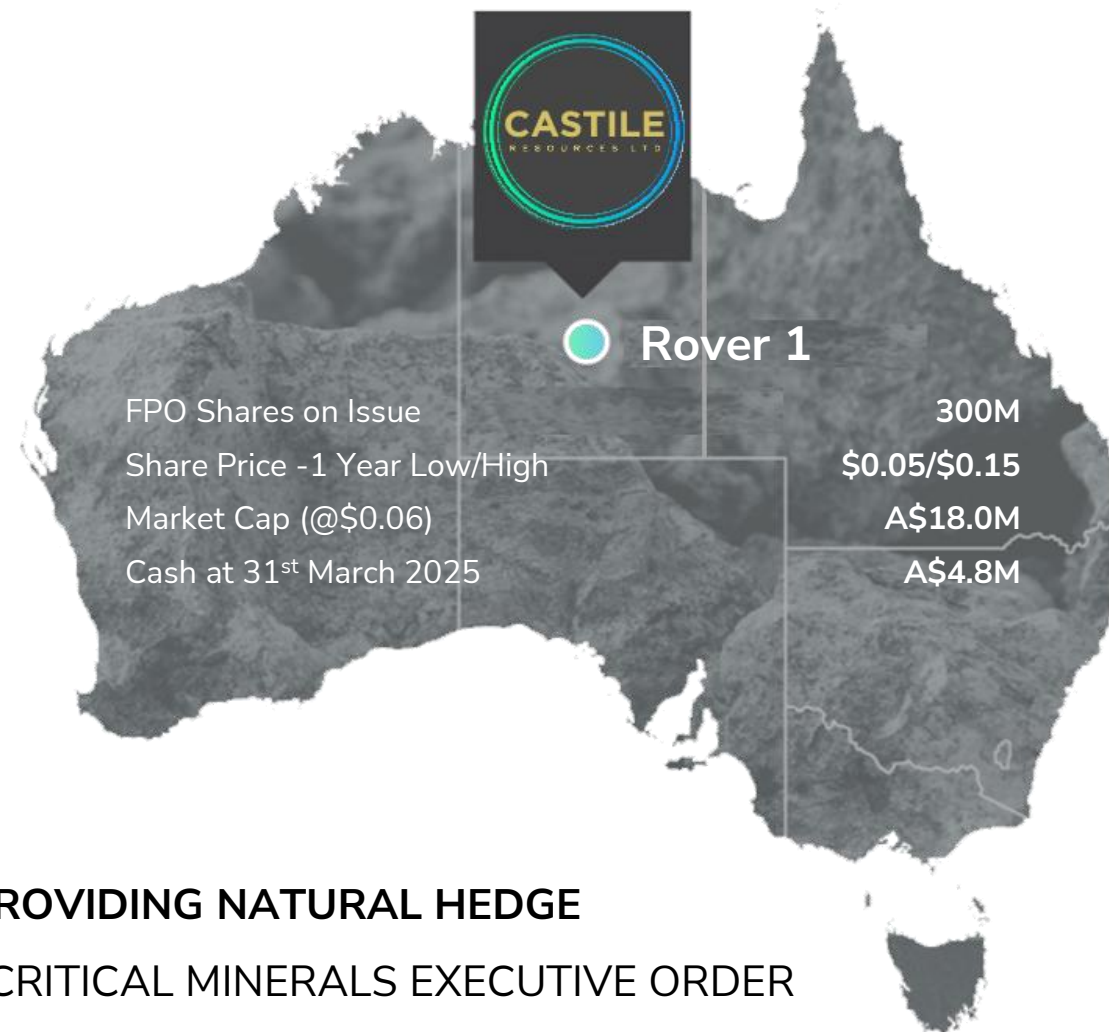 CASTILE
RESOURCES LTD
Rover 1
FPO Shares on Issue 300M
Share Price -1 Year Low/High $0.05/$0.15
Market Cap (@$0.06) A$18.0M
Cash at 31st March 2025 A$4.8M
ROVIDING NATURAL HEDGE
CRITICAL MINERALS EXECUTIVE ORDER